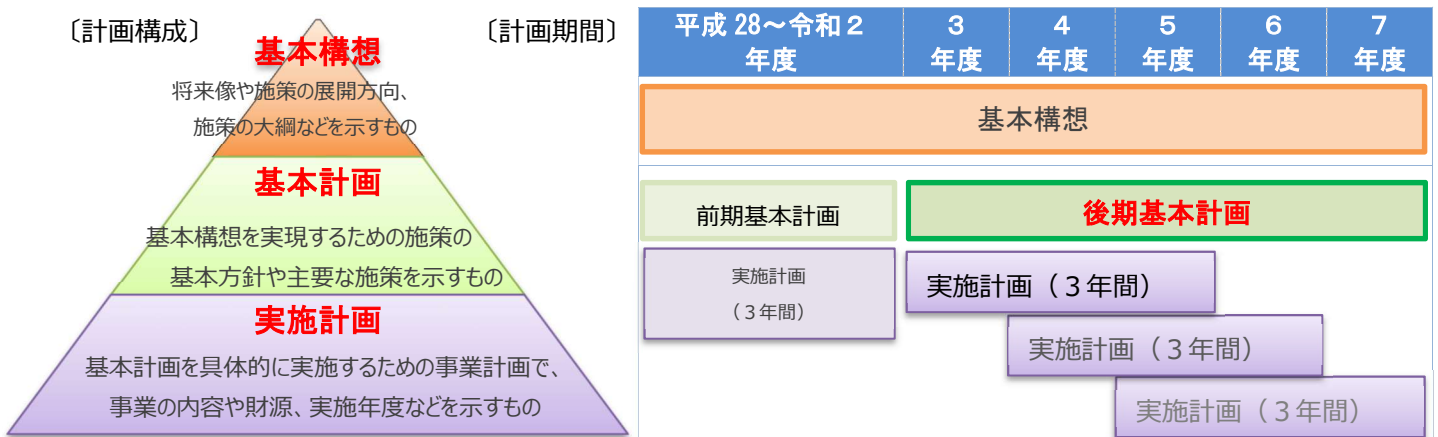 〔計画構成〕
基本構想
将来像や施策の展開方向、
施策の大綱などを示すもの
基本計画
基本構想を実現するための施策の
基本方針や主要な施策を示すもの
実施計画
基本計画を具体的に実施するための事業計画で、
事業の内容や財源、実施年度などを示すもの
〔計画期間〕
平成 28～令和２
年度
３
年度
４
年度
５
年度
６
年度
７
年度
基本構想
前期基本計画
後期基本計画
実施計画
（３年間）
実施計画（３年間）
実施計画（３年間）
実施計画（３年間）